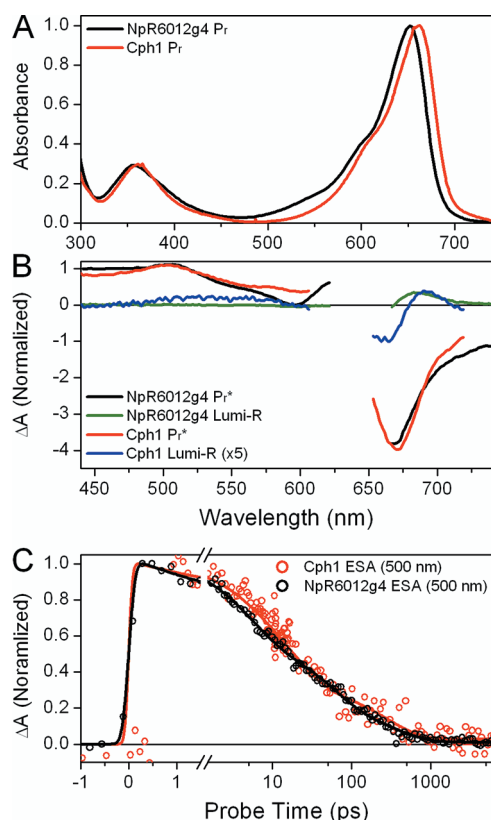 A
NpR6012g4 Pr
Cph1 Pr
Absorbance
1.0
0.8
0.6
0.4
0.2
0.0
300 400 500 600 700
B
ΔA (Normalized)
1
0
-1
-2
-3
-4
NpR6012g4 Pr*
NpR6012g4 Lumi-R
Cph1 Pr*
Cph1 Lumi-R (x5)
450 500 550 600 650 700
Wavelength (nm)
C
ΔA (Noramlized)
1.0
0.8
0.6
0.4
0.2
0.0
Cph1 ESA (500 nm)
NpR6012g4 ESA (500 nm)
-1 0 1 10 100 1000
Probe Time (ps)